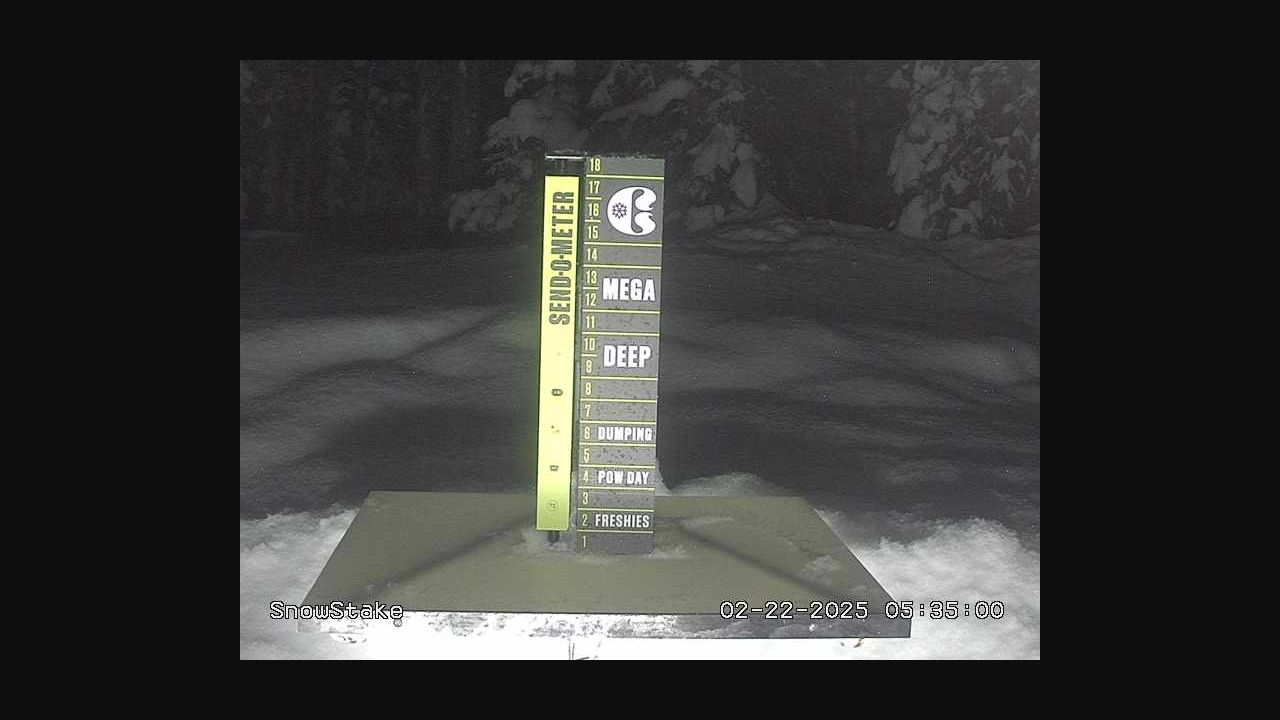 SEND·O·METER
18
17
16
15
14
13
MEGA
12
11
10
DEEP
9
8
7
6 DUMPING
5
4 POW DAY
3
2 FRESHIES
1
SnowStake
02-22-2025 05:35:00